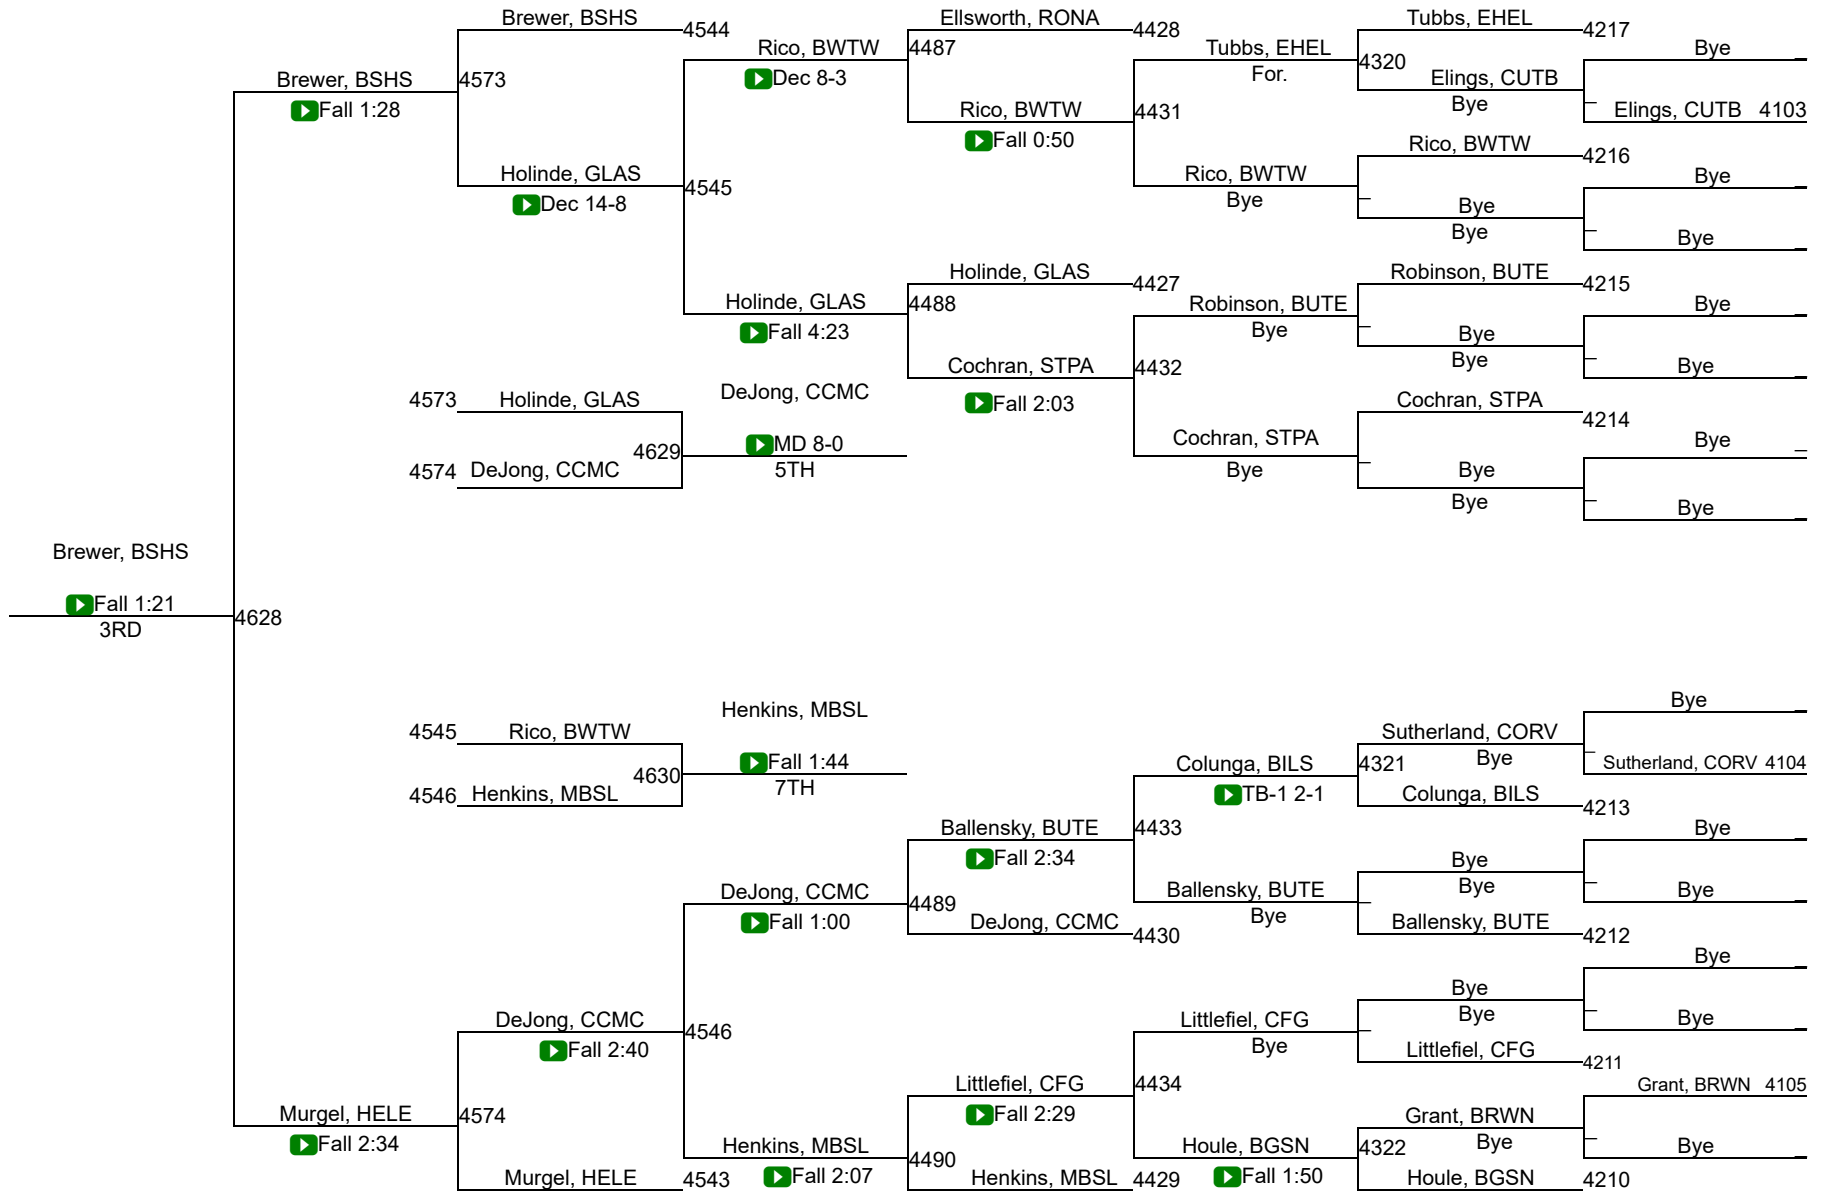 Brewer, BSHS
4544
Ellsworth, RONA
4428
Tubbs, EHEL
4217
Rico, BWTW
4487
Tubbs, EHEL
Bye
Brewer, BSHS
4573
Dec 8-3
For.
4320
Elings, CUTB
Fall 1:28
Rico, BWTW
4431
Bye
Elings, CUTB 4103
Fall 0:50
Rico, BWTW
4216
Holinde, GLAS
4545
Rico, BWTW
Bye
Dec 14-8
Bye
Bye
Bye
Bye
Holinde, GLAS
4427
Robinson, BUTE
4215
Holinde, GLAS
4488
Robinson, BUTE
Bye
Fall 4:23
Bye
Bye
Bye
Cochran, STPA
4432
Bye
4573
Holinde, GLAS
DeJong, CCMC
Fall 2:03
Cochran, STPA
4214
4629
MD 8-0
Cochran, STPA
Bye
4574
DeJong, CCMC
5TH
Bye
Bye
Bye
Bye
Brewer, BSHS
Fall 1:21
4628
3RD
Henkins, MBSL
Bye
4545
Rico, BWTW
Sutherland, CORV
Fall 1:44
Colunga, BILS
4321
Bye
Sutherland, CORV 4104
4630
7TH
4546
Henkins, MBSL
TB-1 2-1
Colunga, BILS
4213
Ballensky, BUTE
4433
Bye
Fall 2:34
Bye
DeJong, CCMC
4489
Ballensky, BUTE
Bye
Bye
Fall 1:00
DeJong, CCMC
4430
Bye
Ballensky, BUTE
4212
Bye
Bye
DeJong, CCMC
4546
Littlefiel, CFG
Bye
Bye
Fall 2:40
Bye
Littlefiel, CFG
4211
Littlefiel, CFG
4434
Grant, BRWN 4105
Murgel, HELE
4574
Fall 2:29
Grant, BRWN
Fall 2:34
Henkins, MBSL
4490
Houle, BGSN
4322
Bye
Bye
Murgel, HELE
4543
Fall 2:07
Henkins, MBSL
4429
Fall 1:50
Houle, BGSN
4210